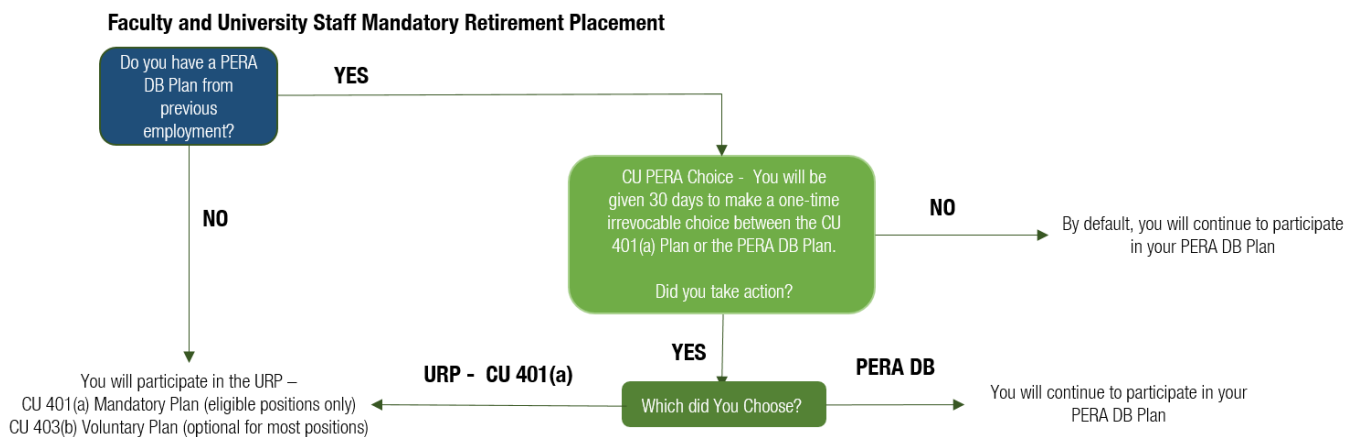 Faculty and University Staff Mandatory Retirement Placement
Do you have a PERA
DB Plan from
previous
employment?
YES
NO
CU PERA Choice - You will be
given 30 days to make a one-time
irrevocable choice between the CU
401(a) Plan or the PERA DB Plan.
Did you take action?
NO
By default, you will continue to participate
in your PERA DB Plan
YES
URP - CU 401(a)
PERA DB
Which did You Choose?
You will participate in the URP –
CU 401(a) Mandatory Plan (eligible positions only)
CU 403(b) Voluntary Plan (optional for most positions)
You will continue to participate in your
PERA DB Plan